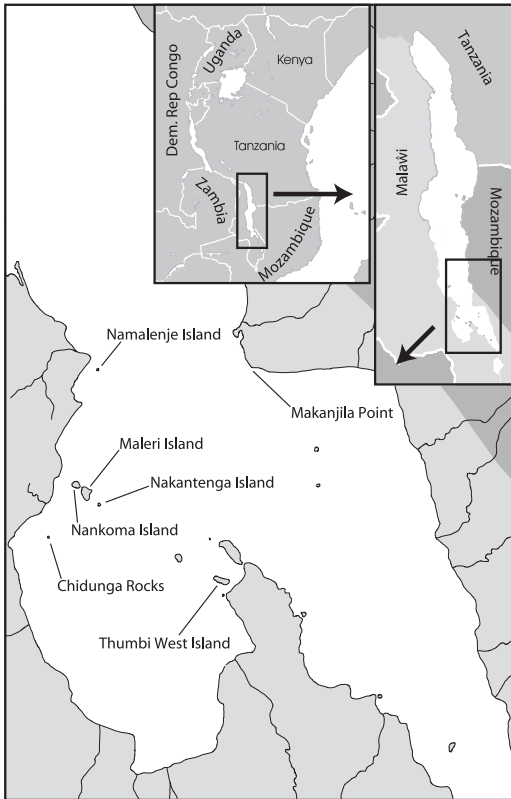 Dem. Rep Congo
Uganda
Kenya
Tanzania
Zambia
Mozambique
Tanzania
Malawi
Mozambique
Namalenje Island
Makanjila Point
Maleri Island
Nakantenga Island
Nankoma Island
Chidunga Rocks
Thumbi West Island